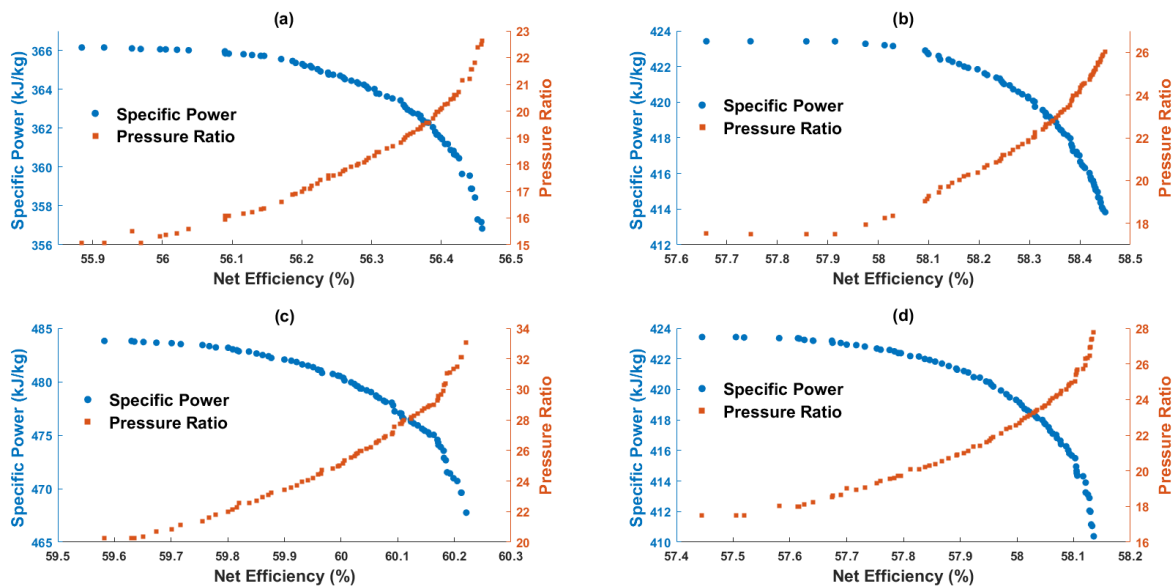 (a)
366
364
362
360
358
356
Specific Power (kJ/kg)
Specific Power
Pressure Ratio
23
22
21
20
19
18
17
16
15
Pressure Ratio
55.9 56 56.1 56.2 56.3 56.4 56.5
Net Efficiency (%)
(b)
424
422
420
418
416
414
412
Specific Power (kJ/kg)
Specific Power
Pressure Ratio
26
24
22
20
18
Pressure Ratio
57.6 57.7 57.8 57.9 58 58.1 58.2 58.3 58.4 58.5
Net Efficiency (%)
(c)
485
480
475
470
465
Specific Power (kJ/kg)
Specific Power
Pressure Ratio
34
32
30
28
26
24
22
20
Pressure Ratio
59.5 59.6 59.7 59.8 59.9 60 60.1 60.2 60.3
Net Efficiency (%)
(d)
424
422
420
418
416
414
412
410
Specific Power (kJ/kg)
Specific Power
Pressure Ratio
28
26
24
22
20
18
16
Pressure Ratio
57.4 57.5 57.6 57.7 57.8 57.9 58 58.1 58.2
Net Efficiency (%)